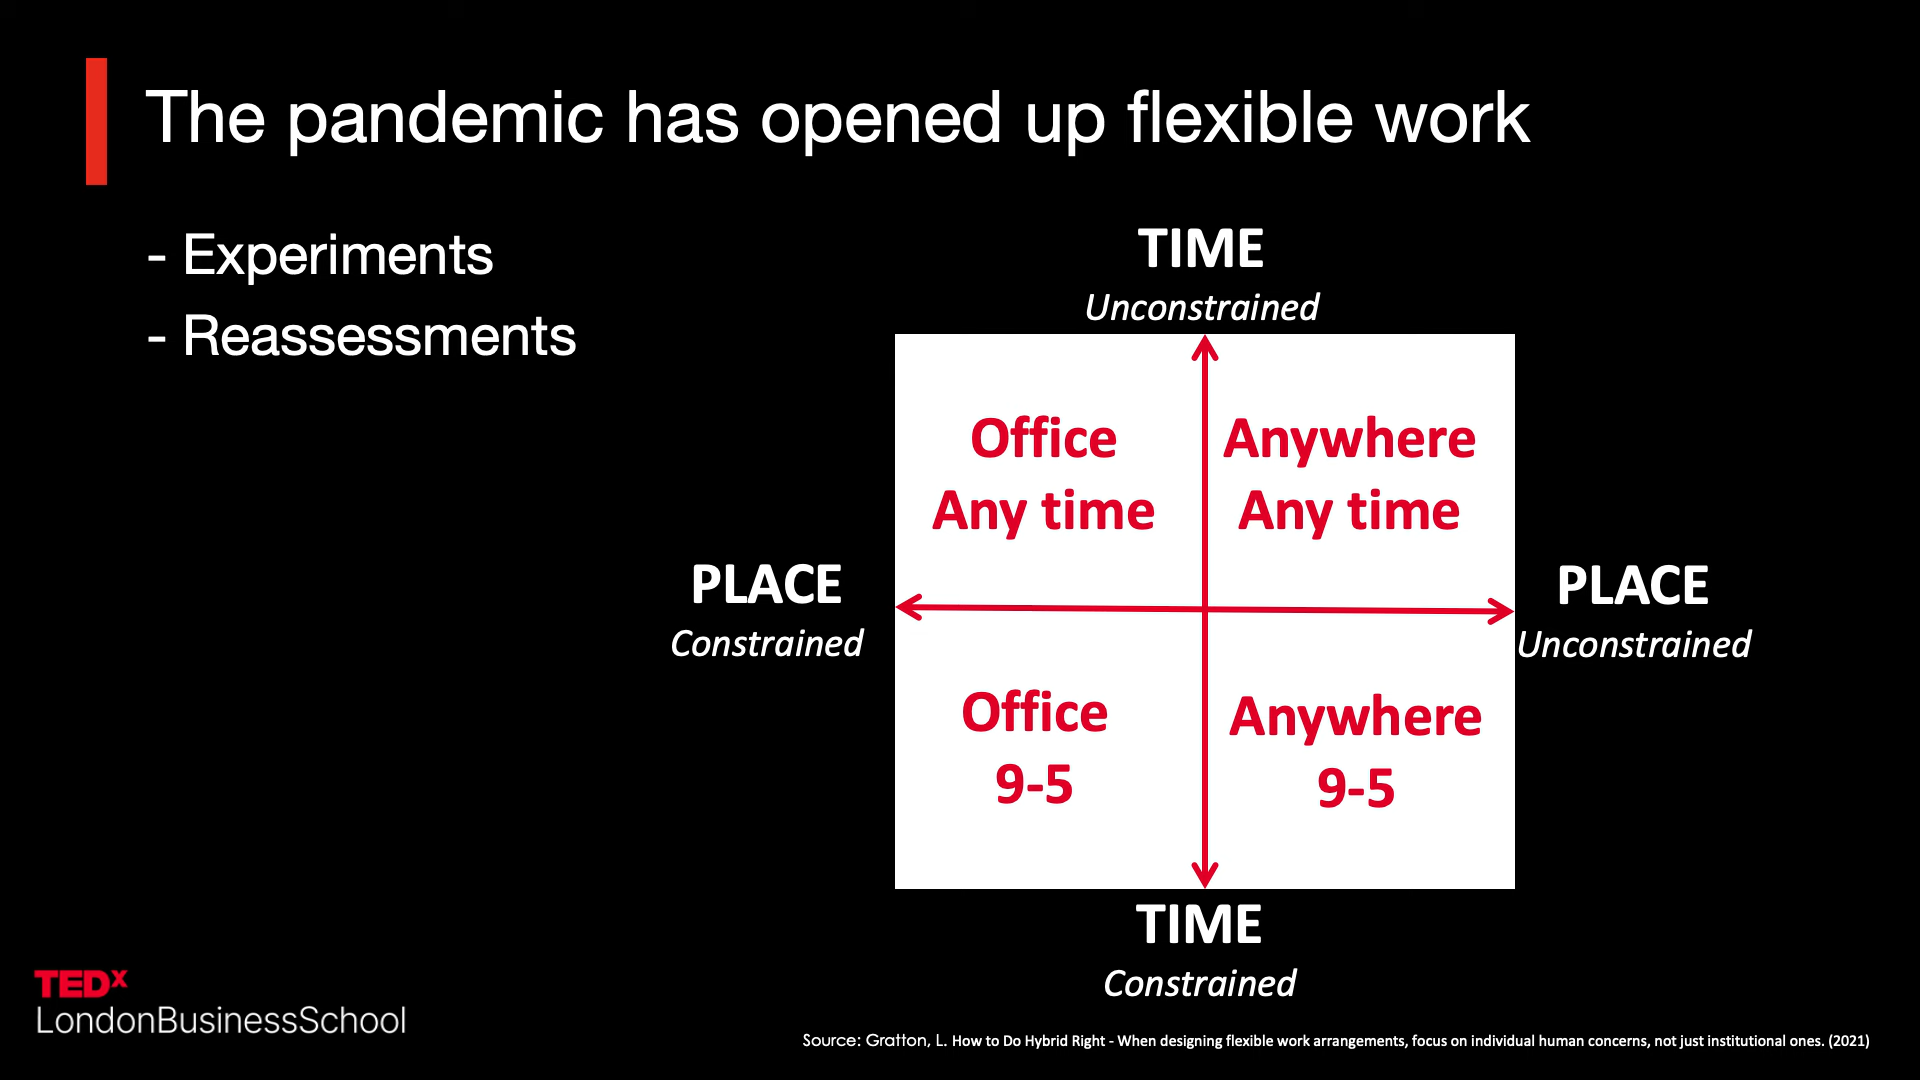 The pandemic has opened up flexible work
- Experiments
- Reassessments
TIME
Unconstrained
Office
Any time
Anywhere
Any time
PLACE
Constrained
PLACE
Unconstrained
Office
9-5
Anywhere
9-5
TIME
Constrained
TEDx
LondonBusinessSchool
Source: Gratton, L. How to Do Hybrid Right - When designing flexible work arrangements, focus on individual human concerns, not just institutional ones. (2021)